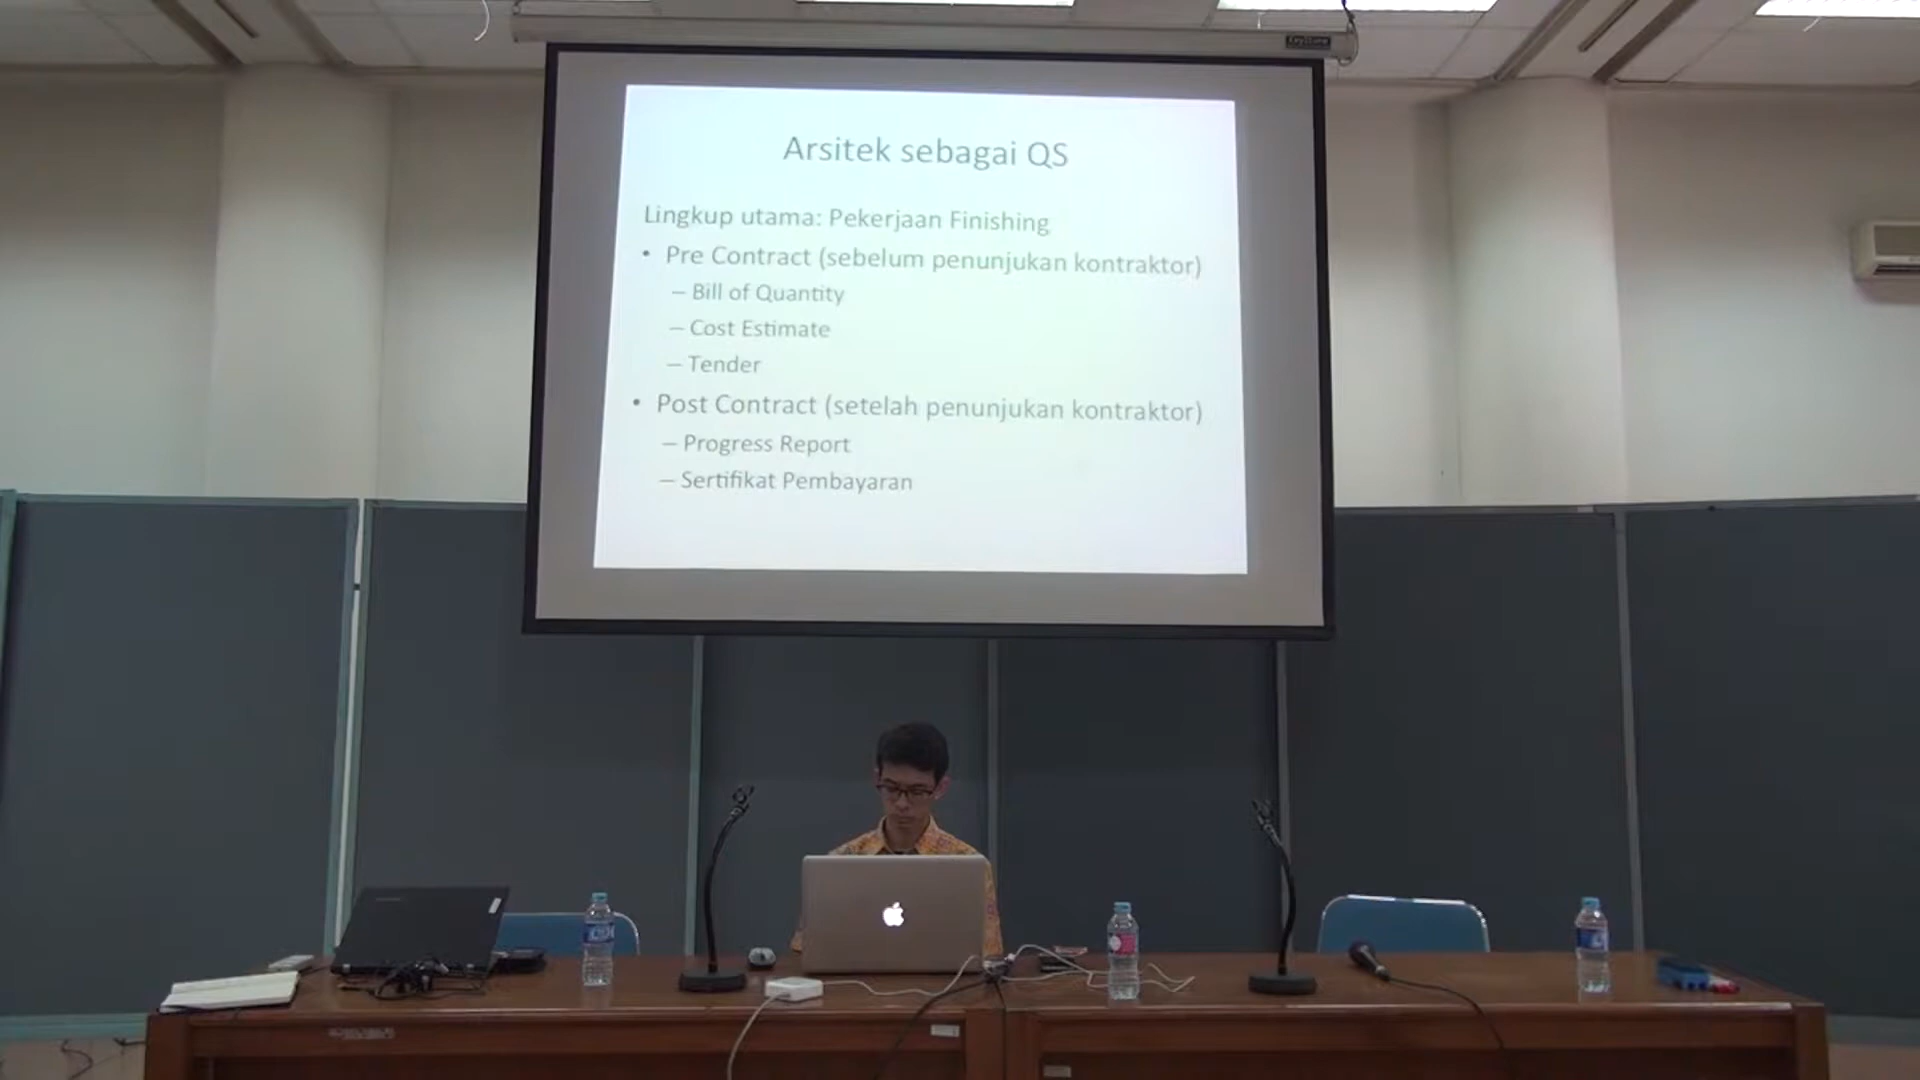 Arsitek sebagai QS
Lingkup utama: Pekerjaan Finishing
• Pre Contract (sebelum penunjukan kontraktor)
– Bill of Quantity
– Cost Estimate
– Tender
• Post Contract (setelah penunjukan kontraktor)
– Progress Report
– Sertifikat Pembayaran